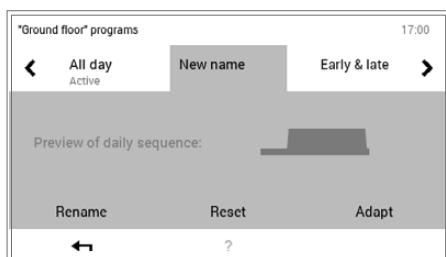 "Ground floor" programs 17:00
All day New name Early & late
Active
Preview of daily sequence:
Rename Reset Adapt
?